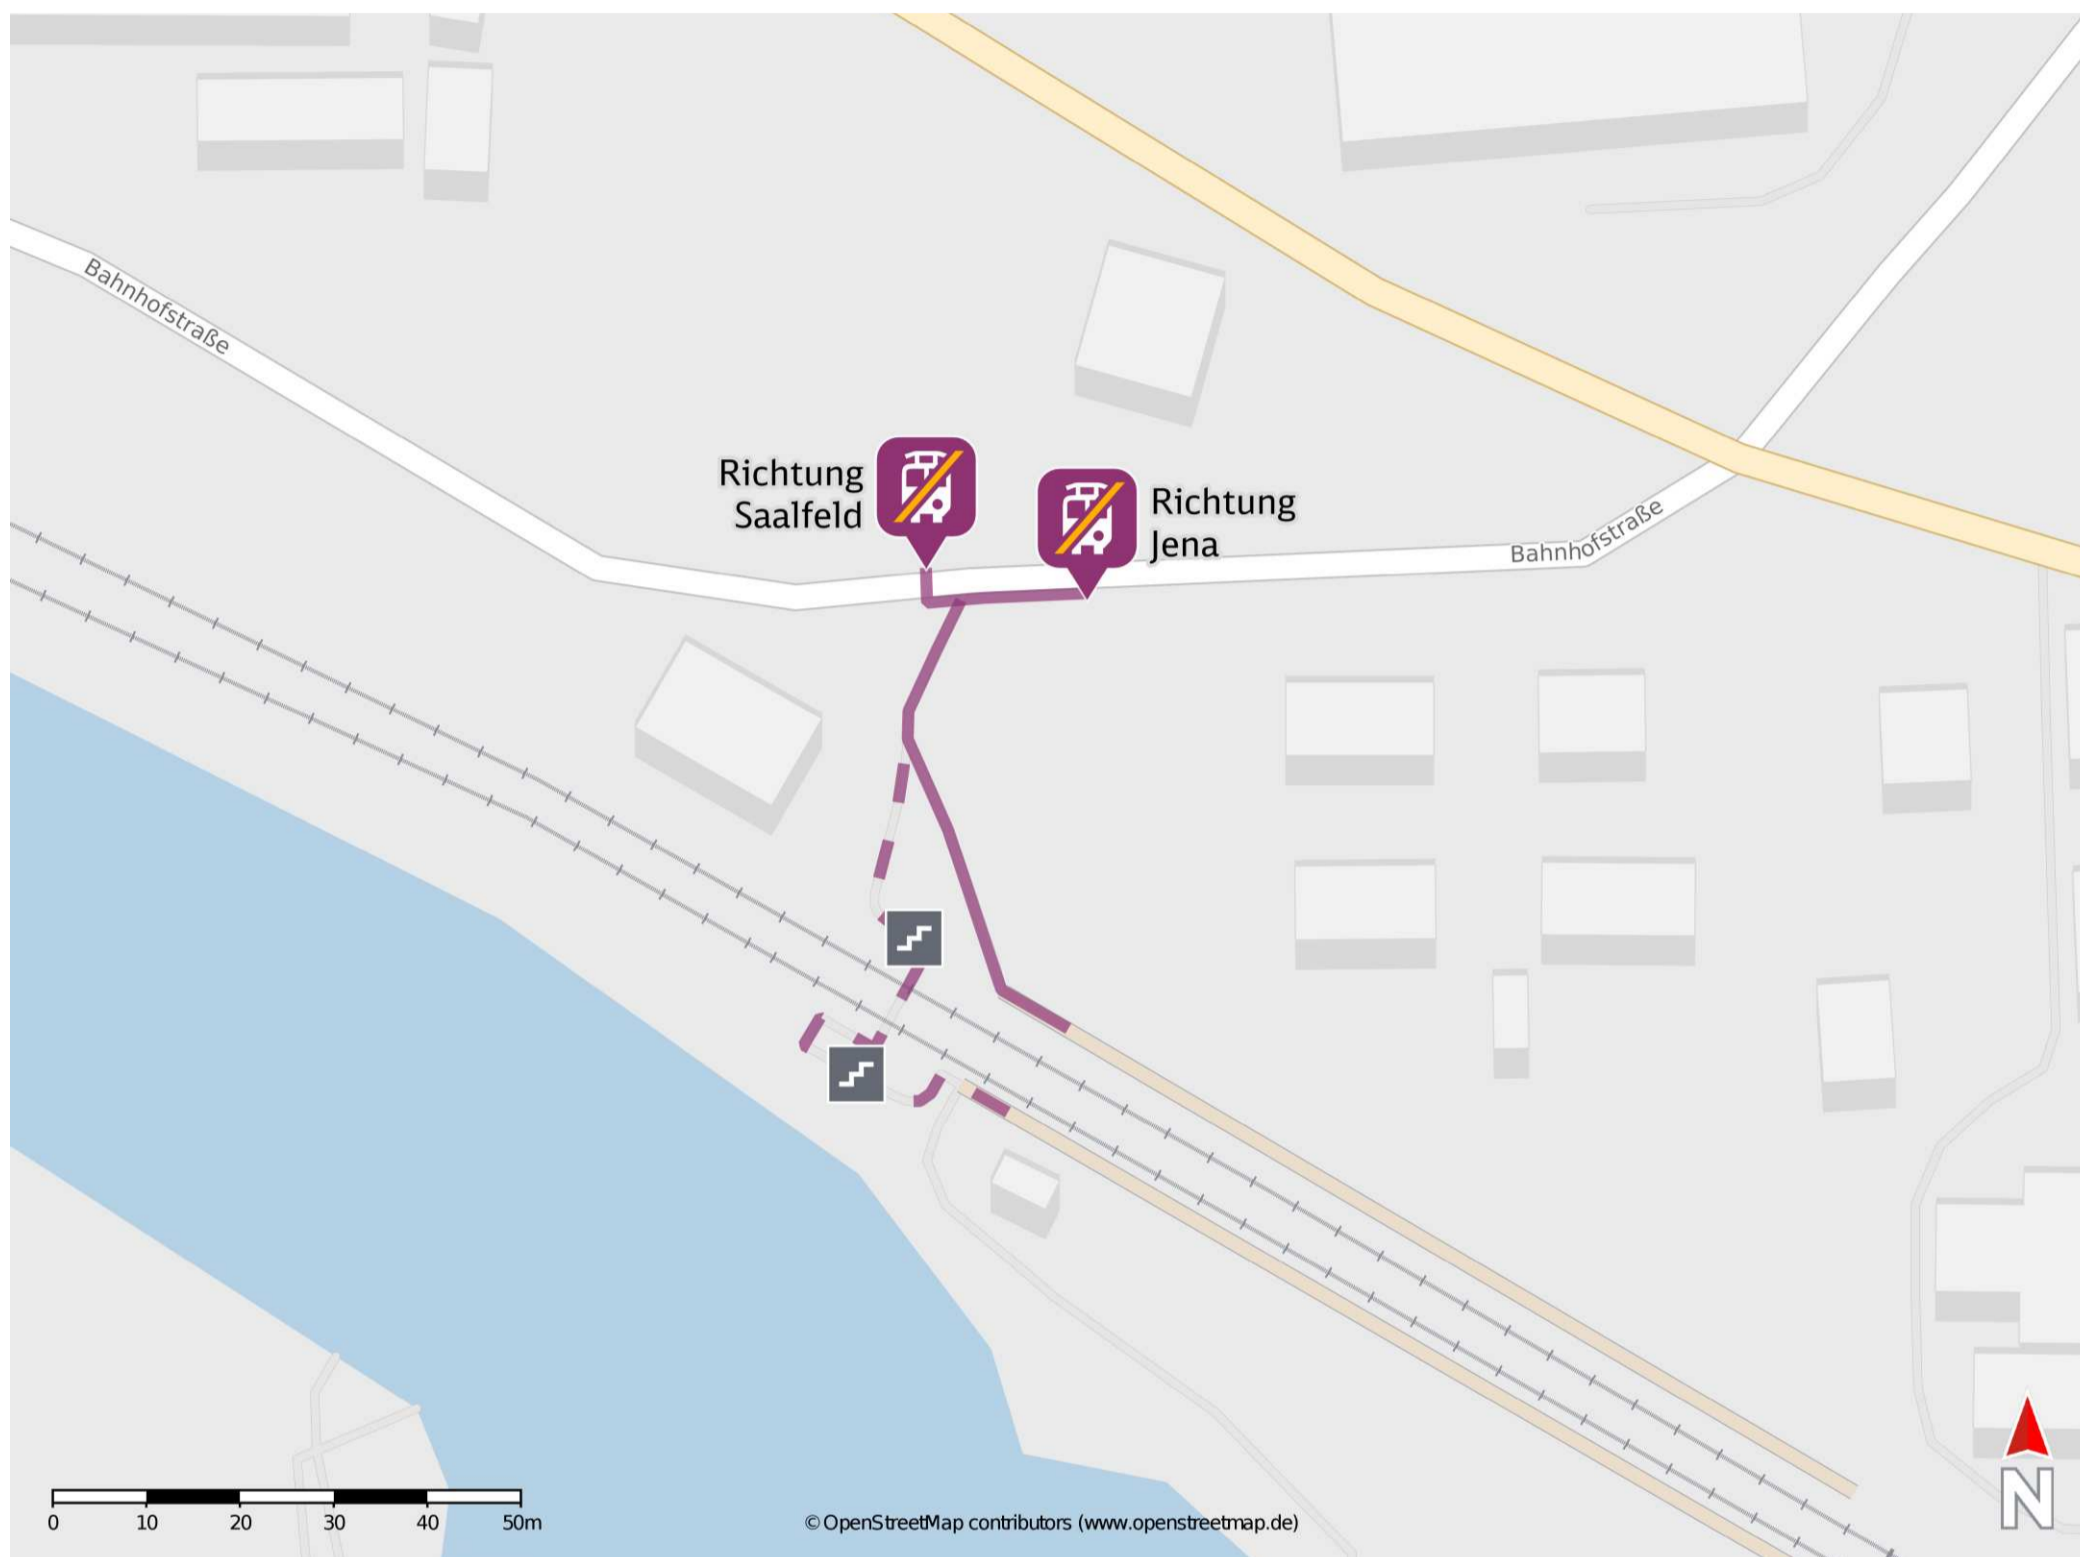 Bahnhofstraße
Richtung
Saalfeld
Richtung
Jena
Bahnhofstraße
0 10 20 30 40 50m
© OpenStreetMap contributors (www.openstreetmap.de)
N